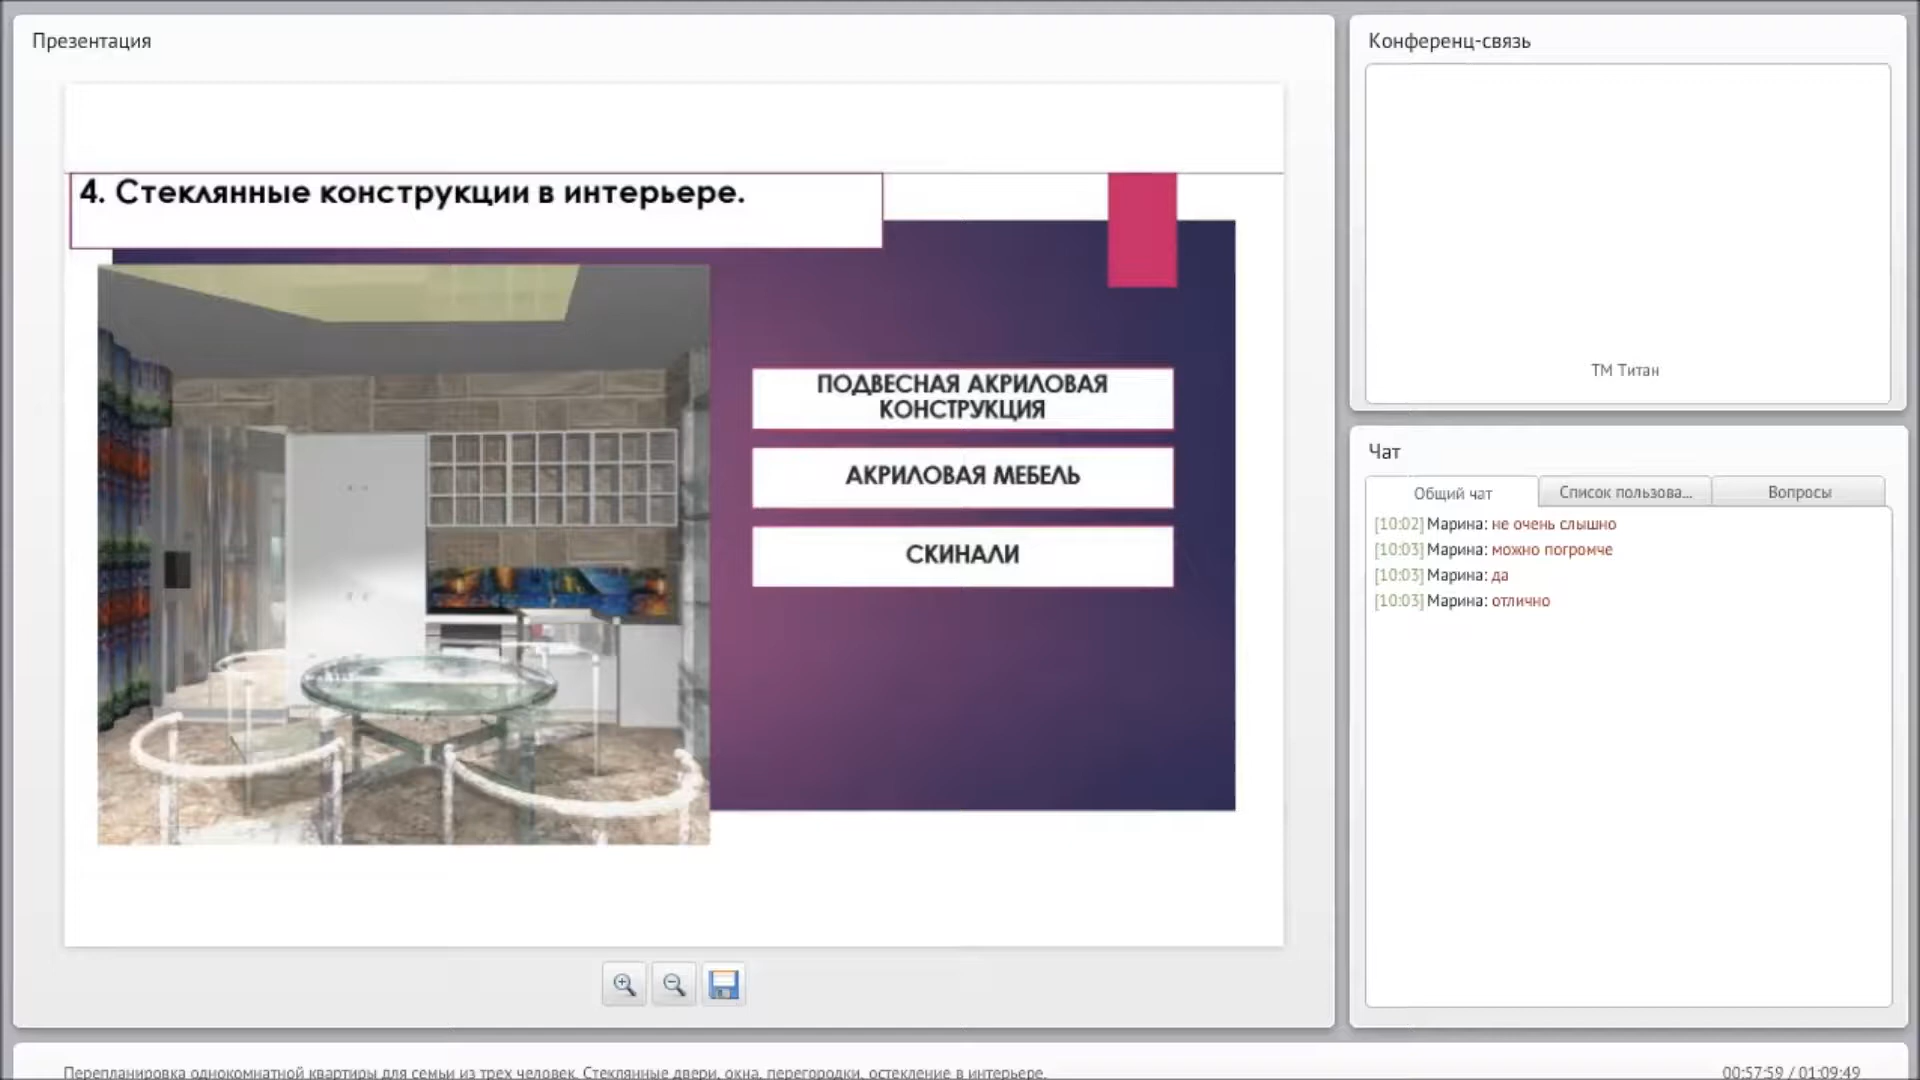 Презентация
4. Стеклянные конструкции в интерьере.
ПОДВЕСНАЯ АКРИЛОВАЯ
КОНСТРУКЦИЯ
АКРИЛОВАЯ МЕБЕЛЬ
СКИНАЛИ
Конференц-связь
ТМ Титан
Чат
Общий чат
Список пользова...
Вопросы
[10:02] Марина: не очень слышно
[10:03] Марина: можно погромче
[10:03] Марина: да
[10:03] Марина: отлично
Перепланировка однокомнатной квартиры для семьи из трех человек. Стеклянные двери, окна, перегородки, остекление в интерьере.
00:57:59 / 01:09:49